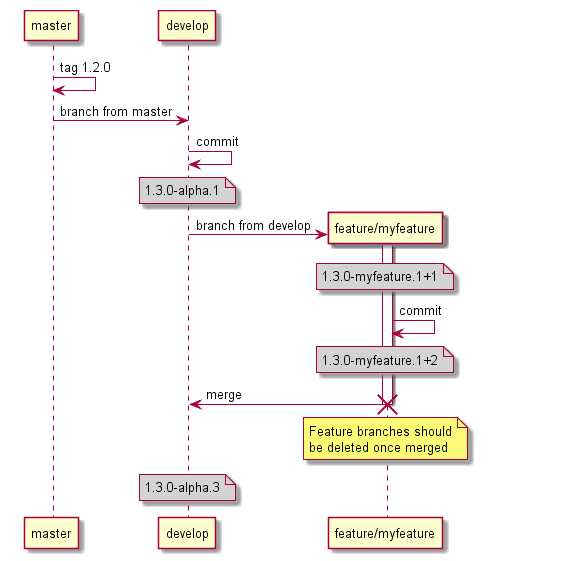 master
develop
tag 1.2.0
branch from master
commit
1.3.0-alpha.1
branch from develop
feature/myfeature
1.3.0-myfeature.1+1
commit
1.3.0-myfeature.1+2
merge
Feature branches should
be deleted once merged
1.3.0-alpha.3
master
develop
feature/myfeature